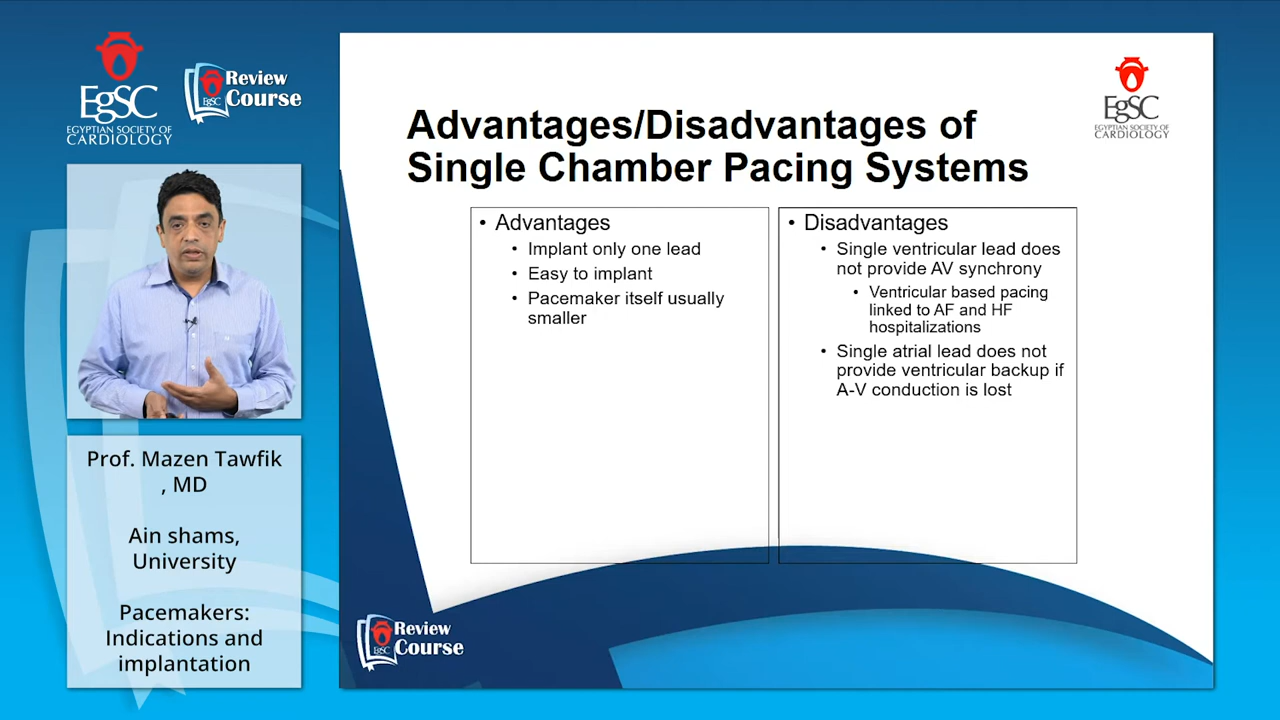 EgSC
EGYPTIAN SOCIETY OF
CARDIOLOGY
EgSC
Review
Course
Prof. Mazen Tawfik
, MD
Ain shams,
University
Pacemakers:
Indications and
implantation
EgSC
EGYPTIAN SOCIETY OF
CARDIOLOGY
Advantages/Disadvantages of
Single Chamber Pacing Systems
• Advantages
• Implant only one lead
• Easy to implant
• Pacemaker itself usually
smaller
• Disadvantages
• Single ventricular lead does
not provide AV synchrony
• Ventricular based pacing
linked to AF and HF
hospitalizations
• Single atrial lead does not
provide ventricular backup if
A-V conduction is lost
EgSC
Review
Course